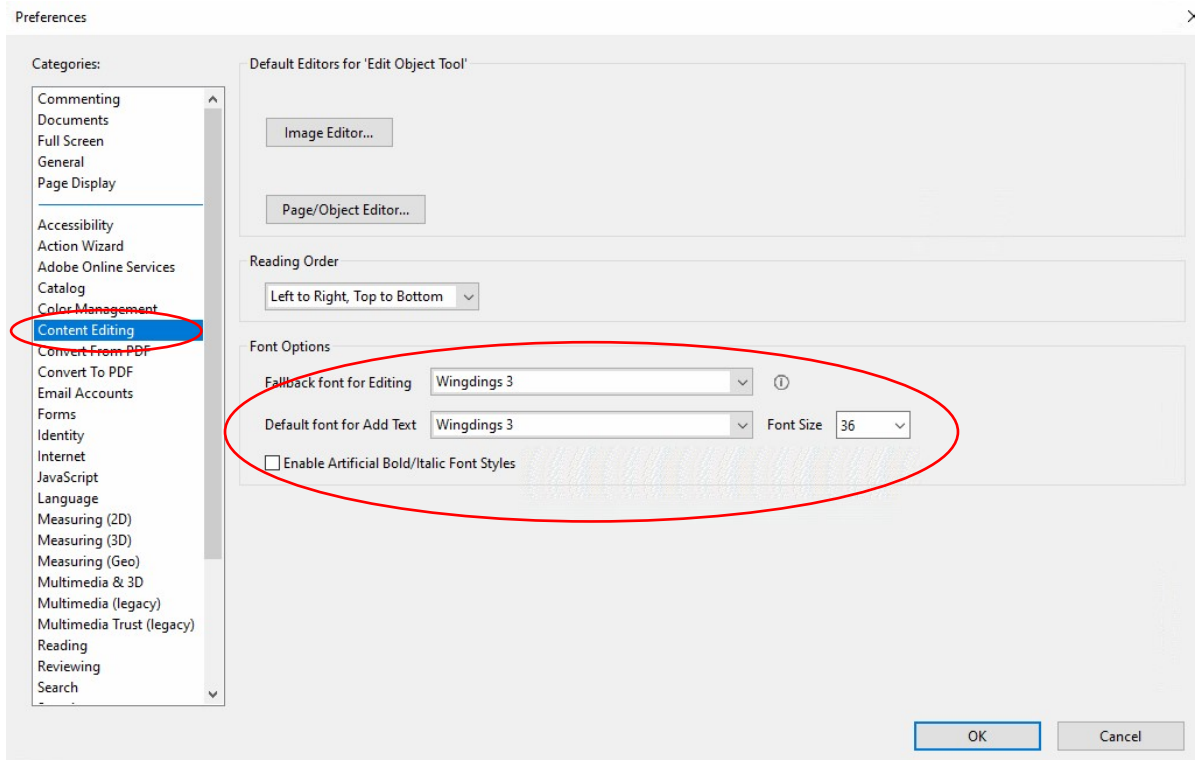 Preferences
Categories:
Commenting
Documents
Full Screen
General
Page Display
Accessibility
Action Wizard
Adobe Online Services
Catalog
Color Management
Content Editing
Convert From PDF
Convert To PDF
Email Accounts
Forms
Identity
Internet
JavaScript
Language
Measuring (2D)
Measuring (3D)
Measuring (Geo)
Multimedia & 3D
Multimedia (legacy)
Multimedia Trust (legacy)
Reading
Reviewing
Search
Default Editors for 'Edit Object Tool'
Image Editor...
Page/Object Editor...
Reading Order
Left to Right, Top to Bottom
Font Options
Fallback font for Editing Wingdings 3
Default font for Add Text Wingdings 3 Font Size 36
Enable Artificial Bold/Italic Font Styles
OK Cancel